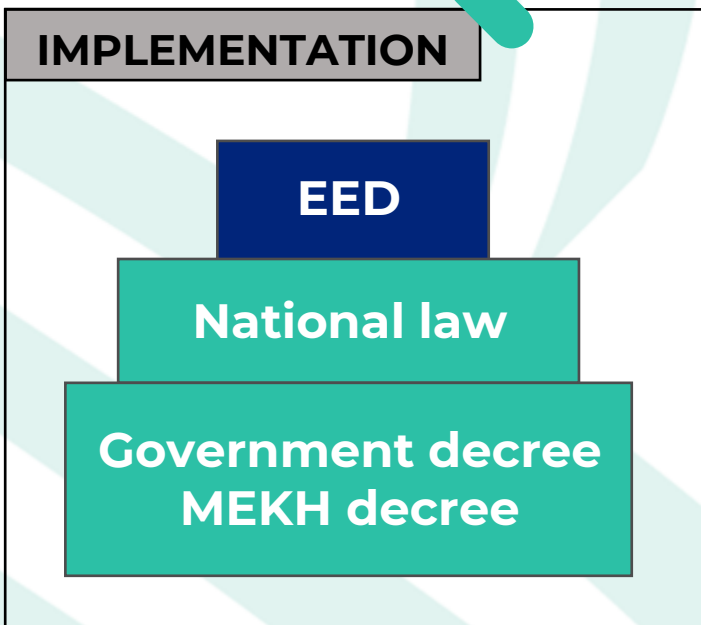 IMPLEMENTATION
EED
National law
Government decree
MEKH decree